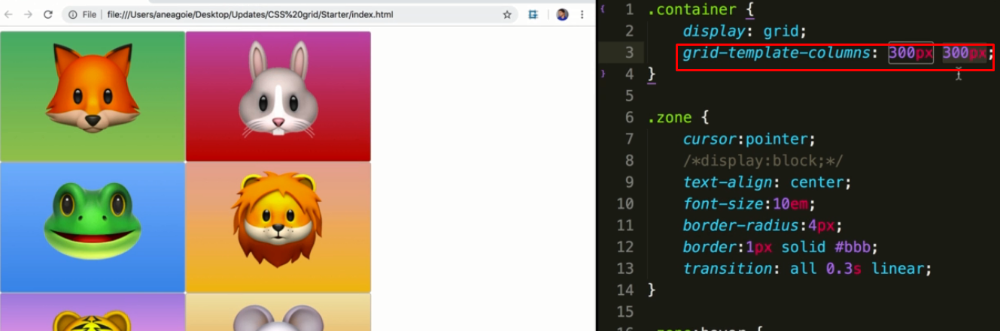 File file:///Users/aneagoie/Desktop/Updates/CSS%20grid/Starter/index.html
1 .container {
2 display: grid;
3 grid-template-columns: 300px 300px;
4 }
5
6 .zone {
7 cursor:pointer;
8 /*display:block;*/
9 text-align: center;
10 font-size:10em;
11 border-radius:4px;
12 border:1px solid #bbb;
13 transition: all 0.3s linear;
14 }
15
16 .zone:hover {